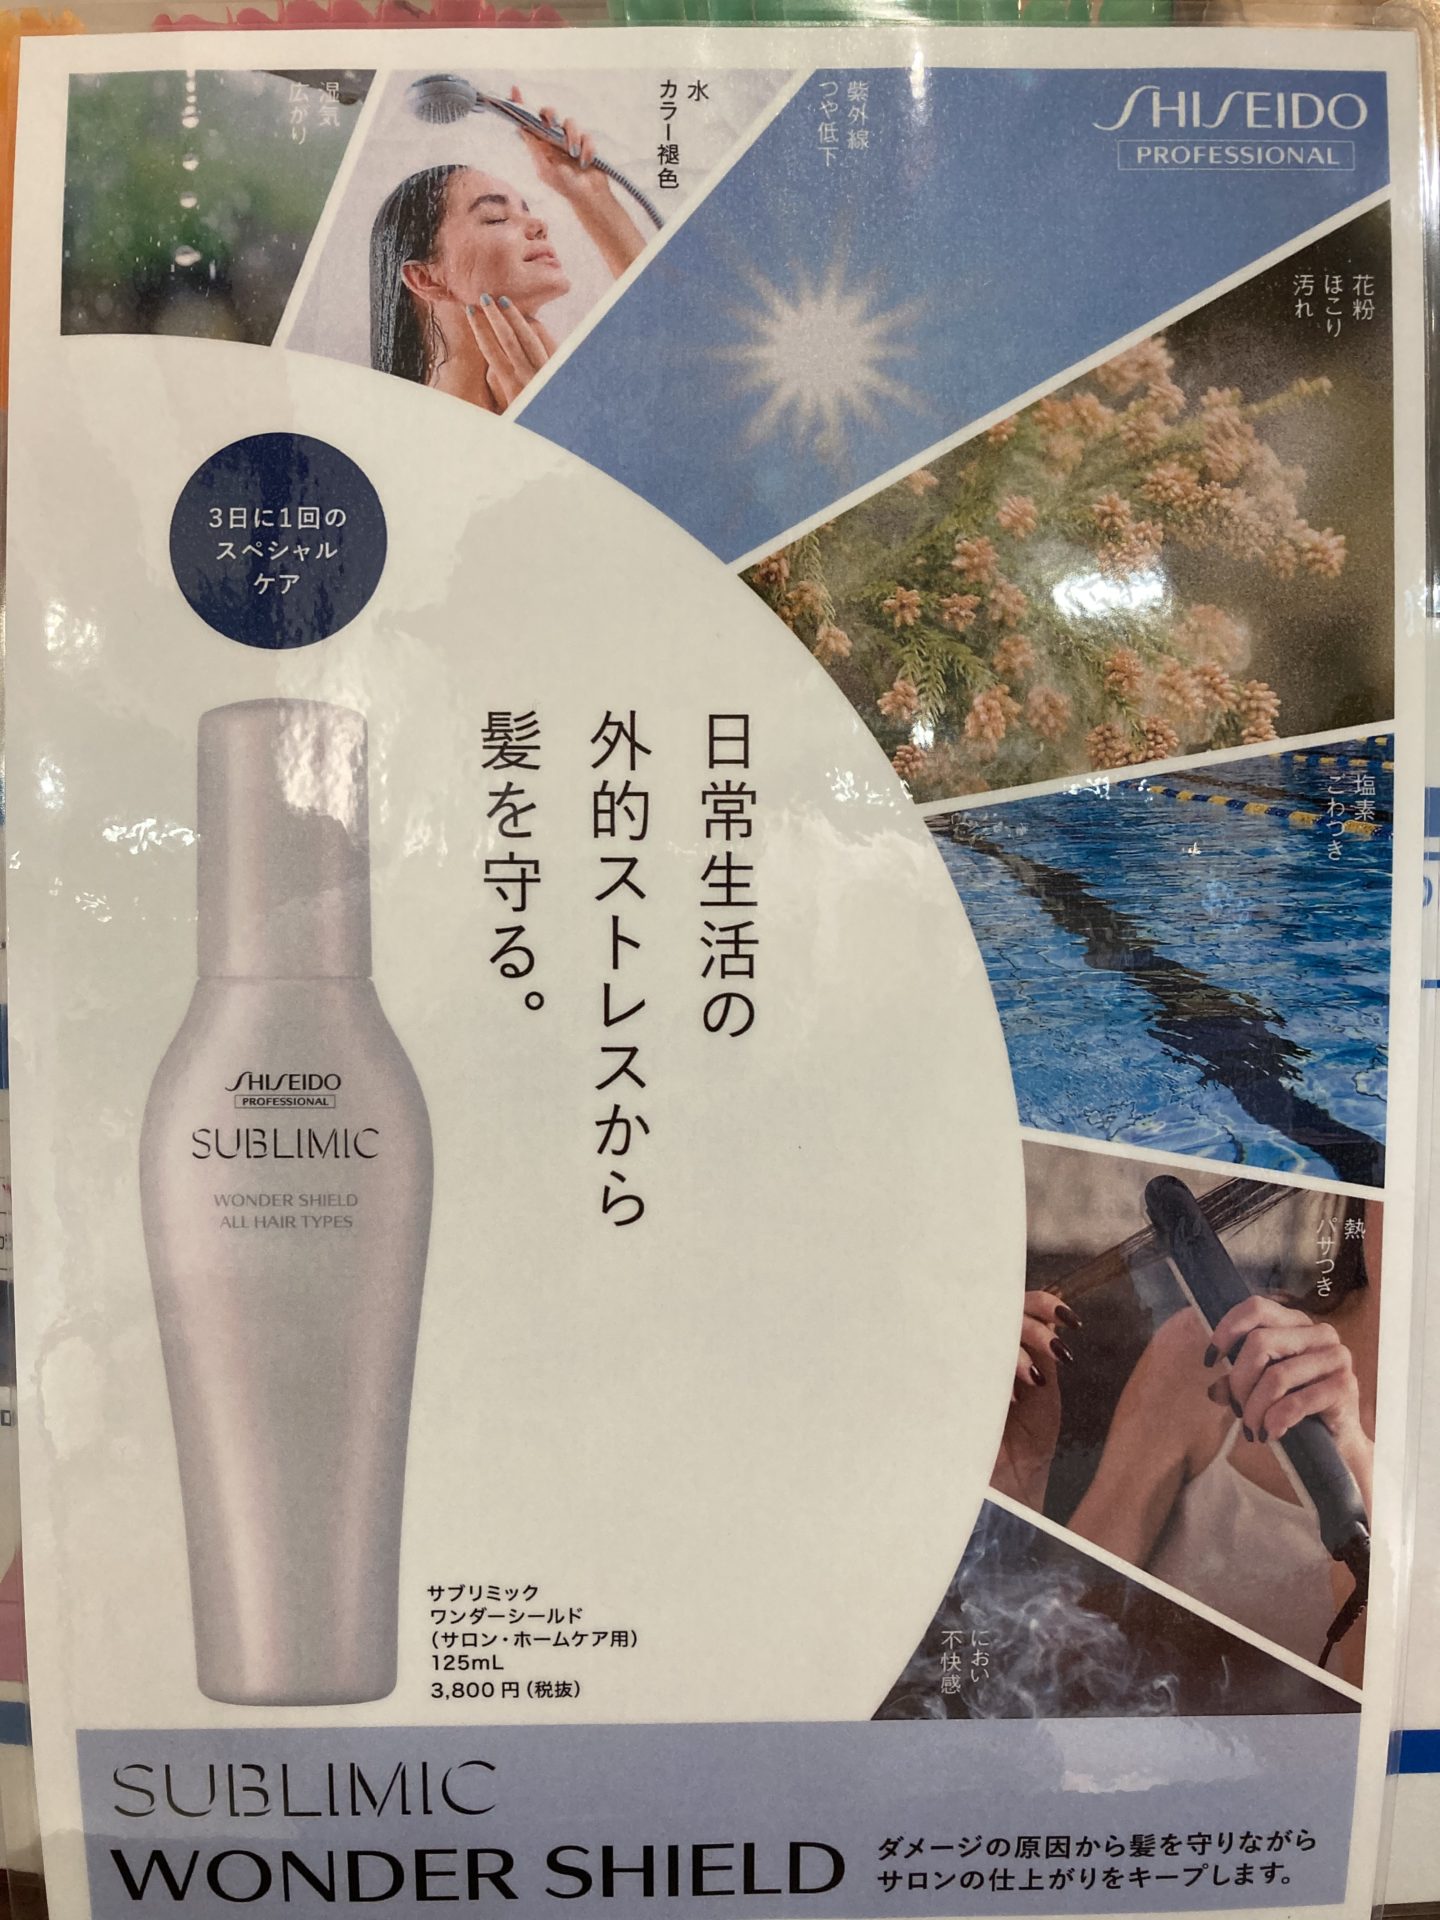 湿気
広がり
水
カラー褪色
紫外線
つや低下
SHISEIDO
PROFESSIONAL
花粉
ほこり
汚れ
3日に1回の
スペシャル
ケア
日常生活の
外的ストレスから
髪を守る。
塩素
ごわつき
SHISEIDO
PROFESSIONAL
SUBLIMIC
WONDER SHIELD
ALL HAIR TYPES
熱
パサつき
におい
不快感
サブリミック
ワンダーシールド
(サロン・ホームケア用)
125mL
3,800円(税抜)
SUBLIMIC
WONDER SHIELD
ダメージの原因から髪を守りながら
サロンの仕上がりをキープします。